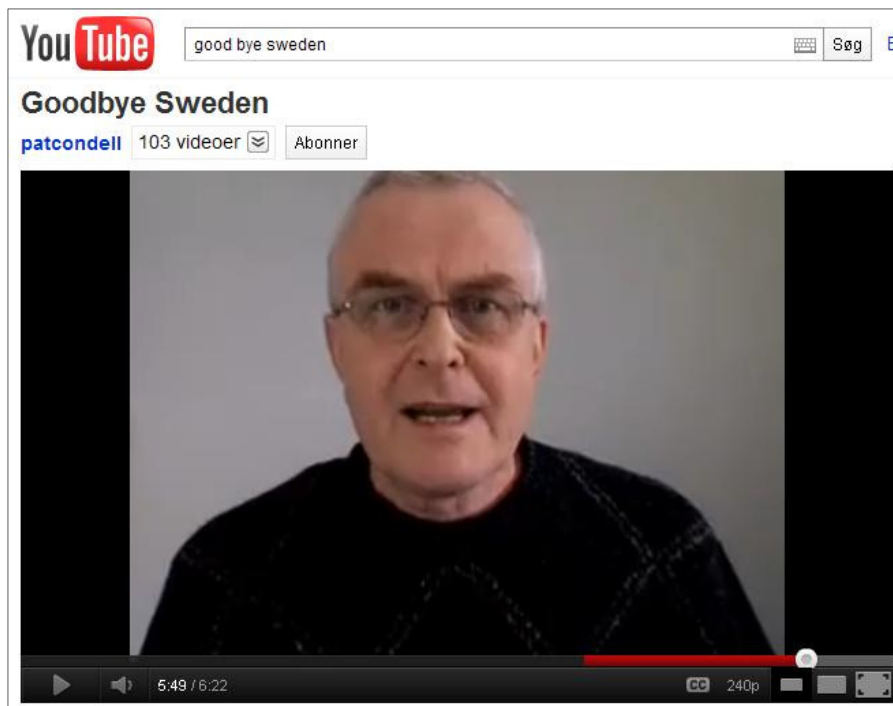 YouTube
good bye sweden
Søg
Goodbye Sweden
patcondell 103 videoer Abonner
5:49 / 6:22 CC 240p